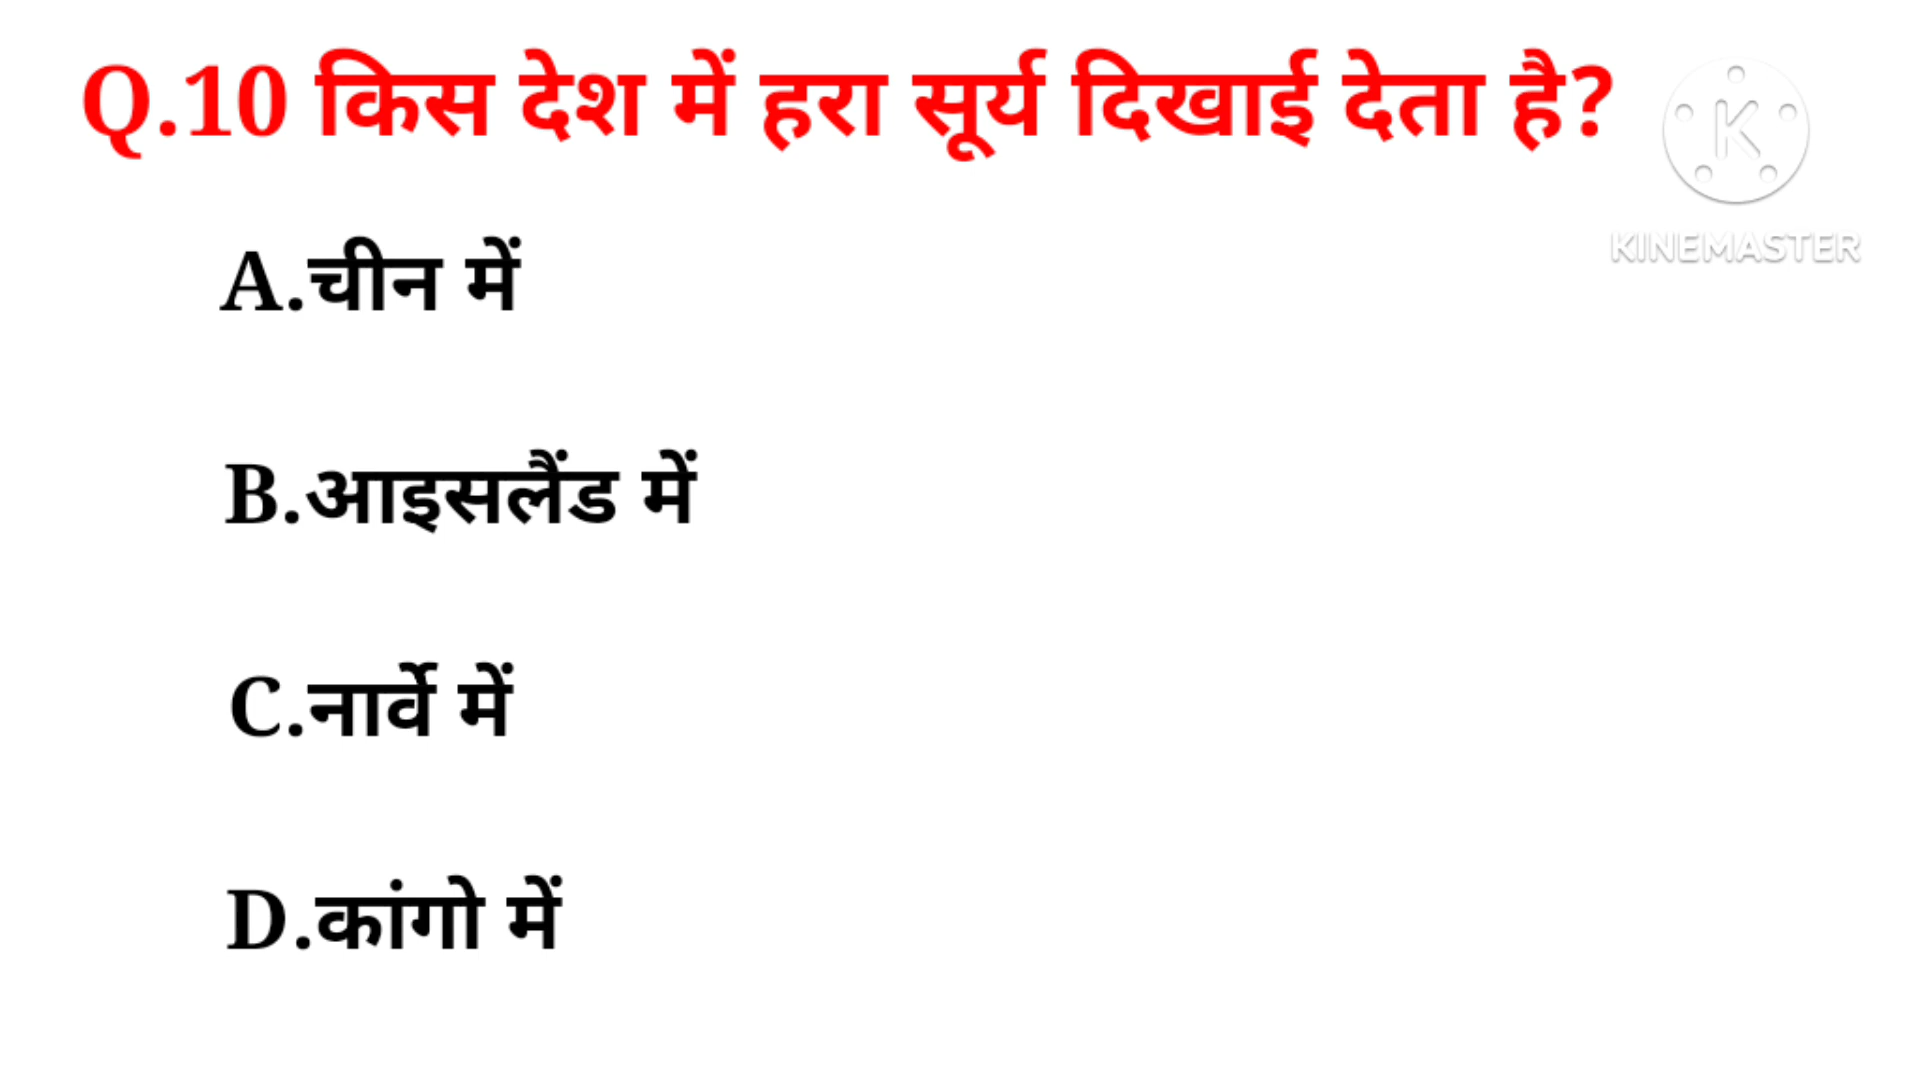 Q.10 किस देश में हरा सूर्य दिखाई देता है?
A.चीन में
B.आइसलैंड में
C.नार्वे में
D.कांगो में
K
KINEMASTER